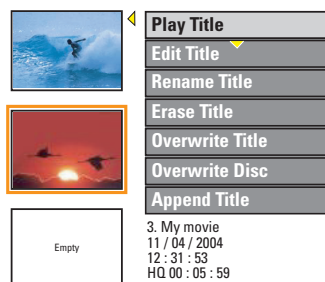 Play Title
Edit Title
Rename Title
Erase Title
Overwrite Title
Overwrite Disc
Append Title
Empty
3. My movie
11 / 04 / 2004
12 : 31 : 53
HQ 00 : 05 : 59